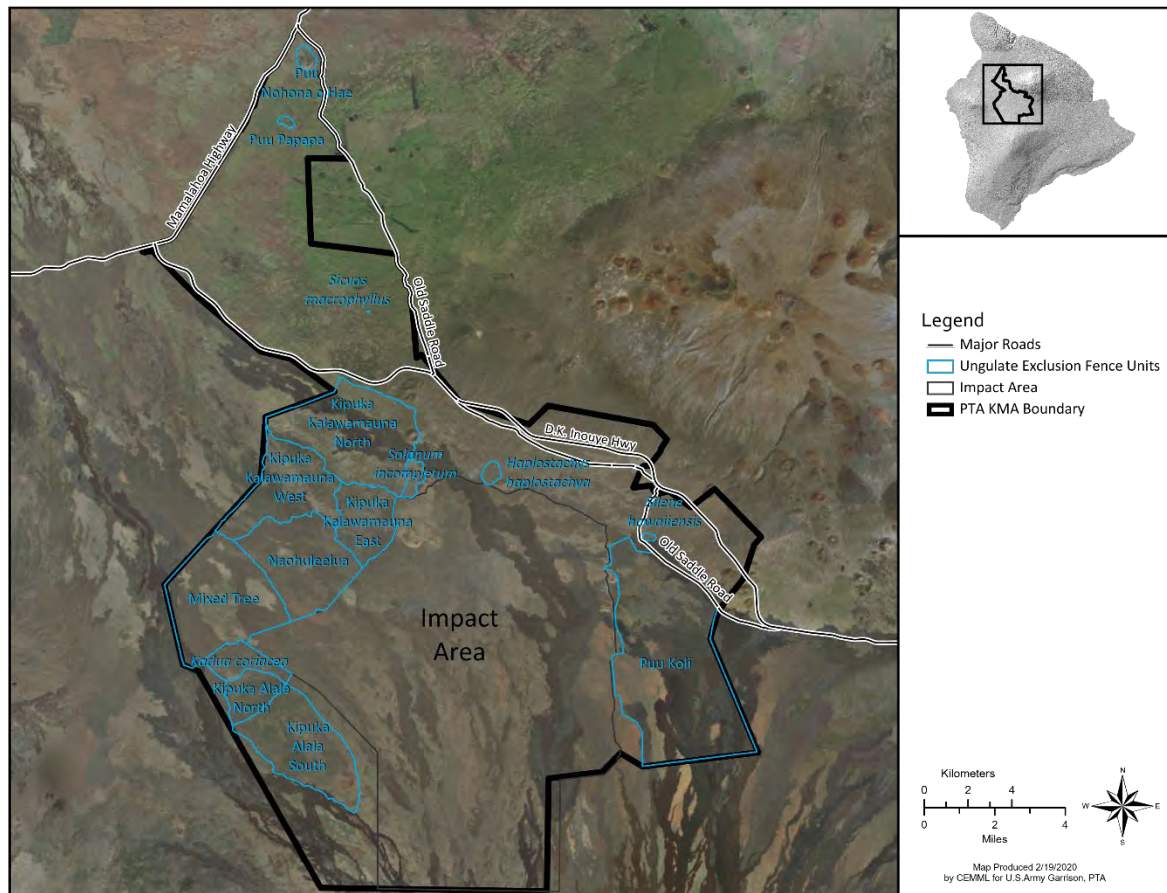 Puu
Nohona o Hae
Puu Papapa
Mamalahoa Highway
Sicyos
macrophyllus
Old Saddle Road
Kipuka
Kalawamauna
North
D.K. Inouye Hwy
Solanum
incompletum
Haplostachys
haplostachya
Kipuka
Kalawamauna
West
Kipuka
Kalawamauna
East
Silene
hawaiiensis
Naohuleelua
Old Saddle Road
Mixed Tree
Impact
Area
Kadua coriacea
Puu Koli
Kipuka Alala
North
Kipuka
Alala
South
Legend
Major Roads
Ungulate Exclusion Fence Units
Impact Area
PTA KMA Boundary
Kilometers
0 2 4
0 2 4
Miles
N
W E
S
Map Produced 2/19/2020
by CEMML for U.S.Army Garrison, PTA